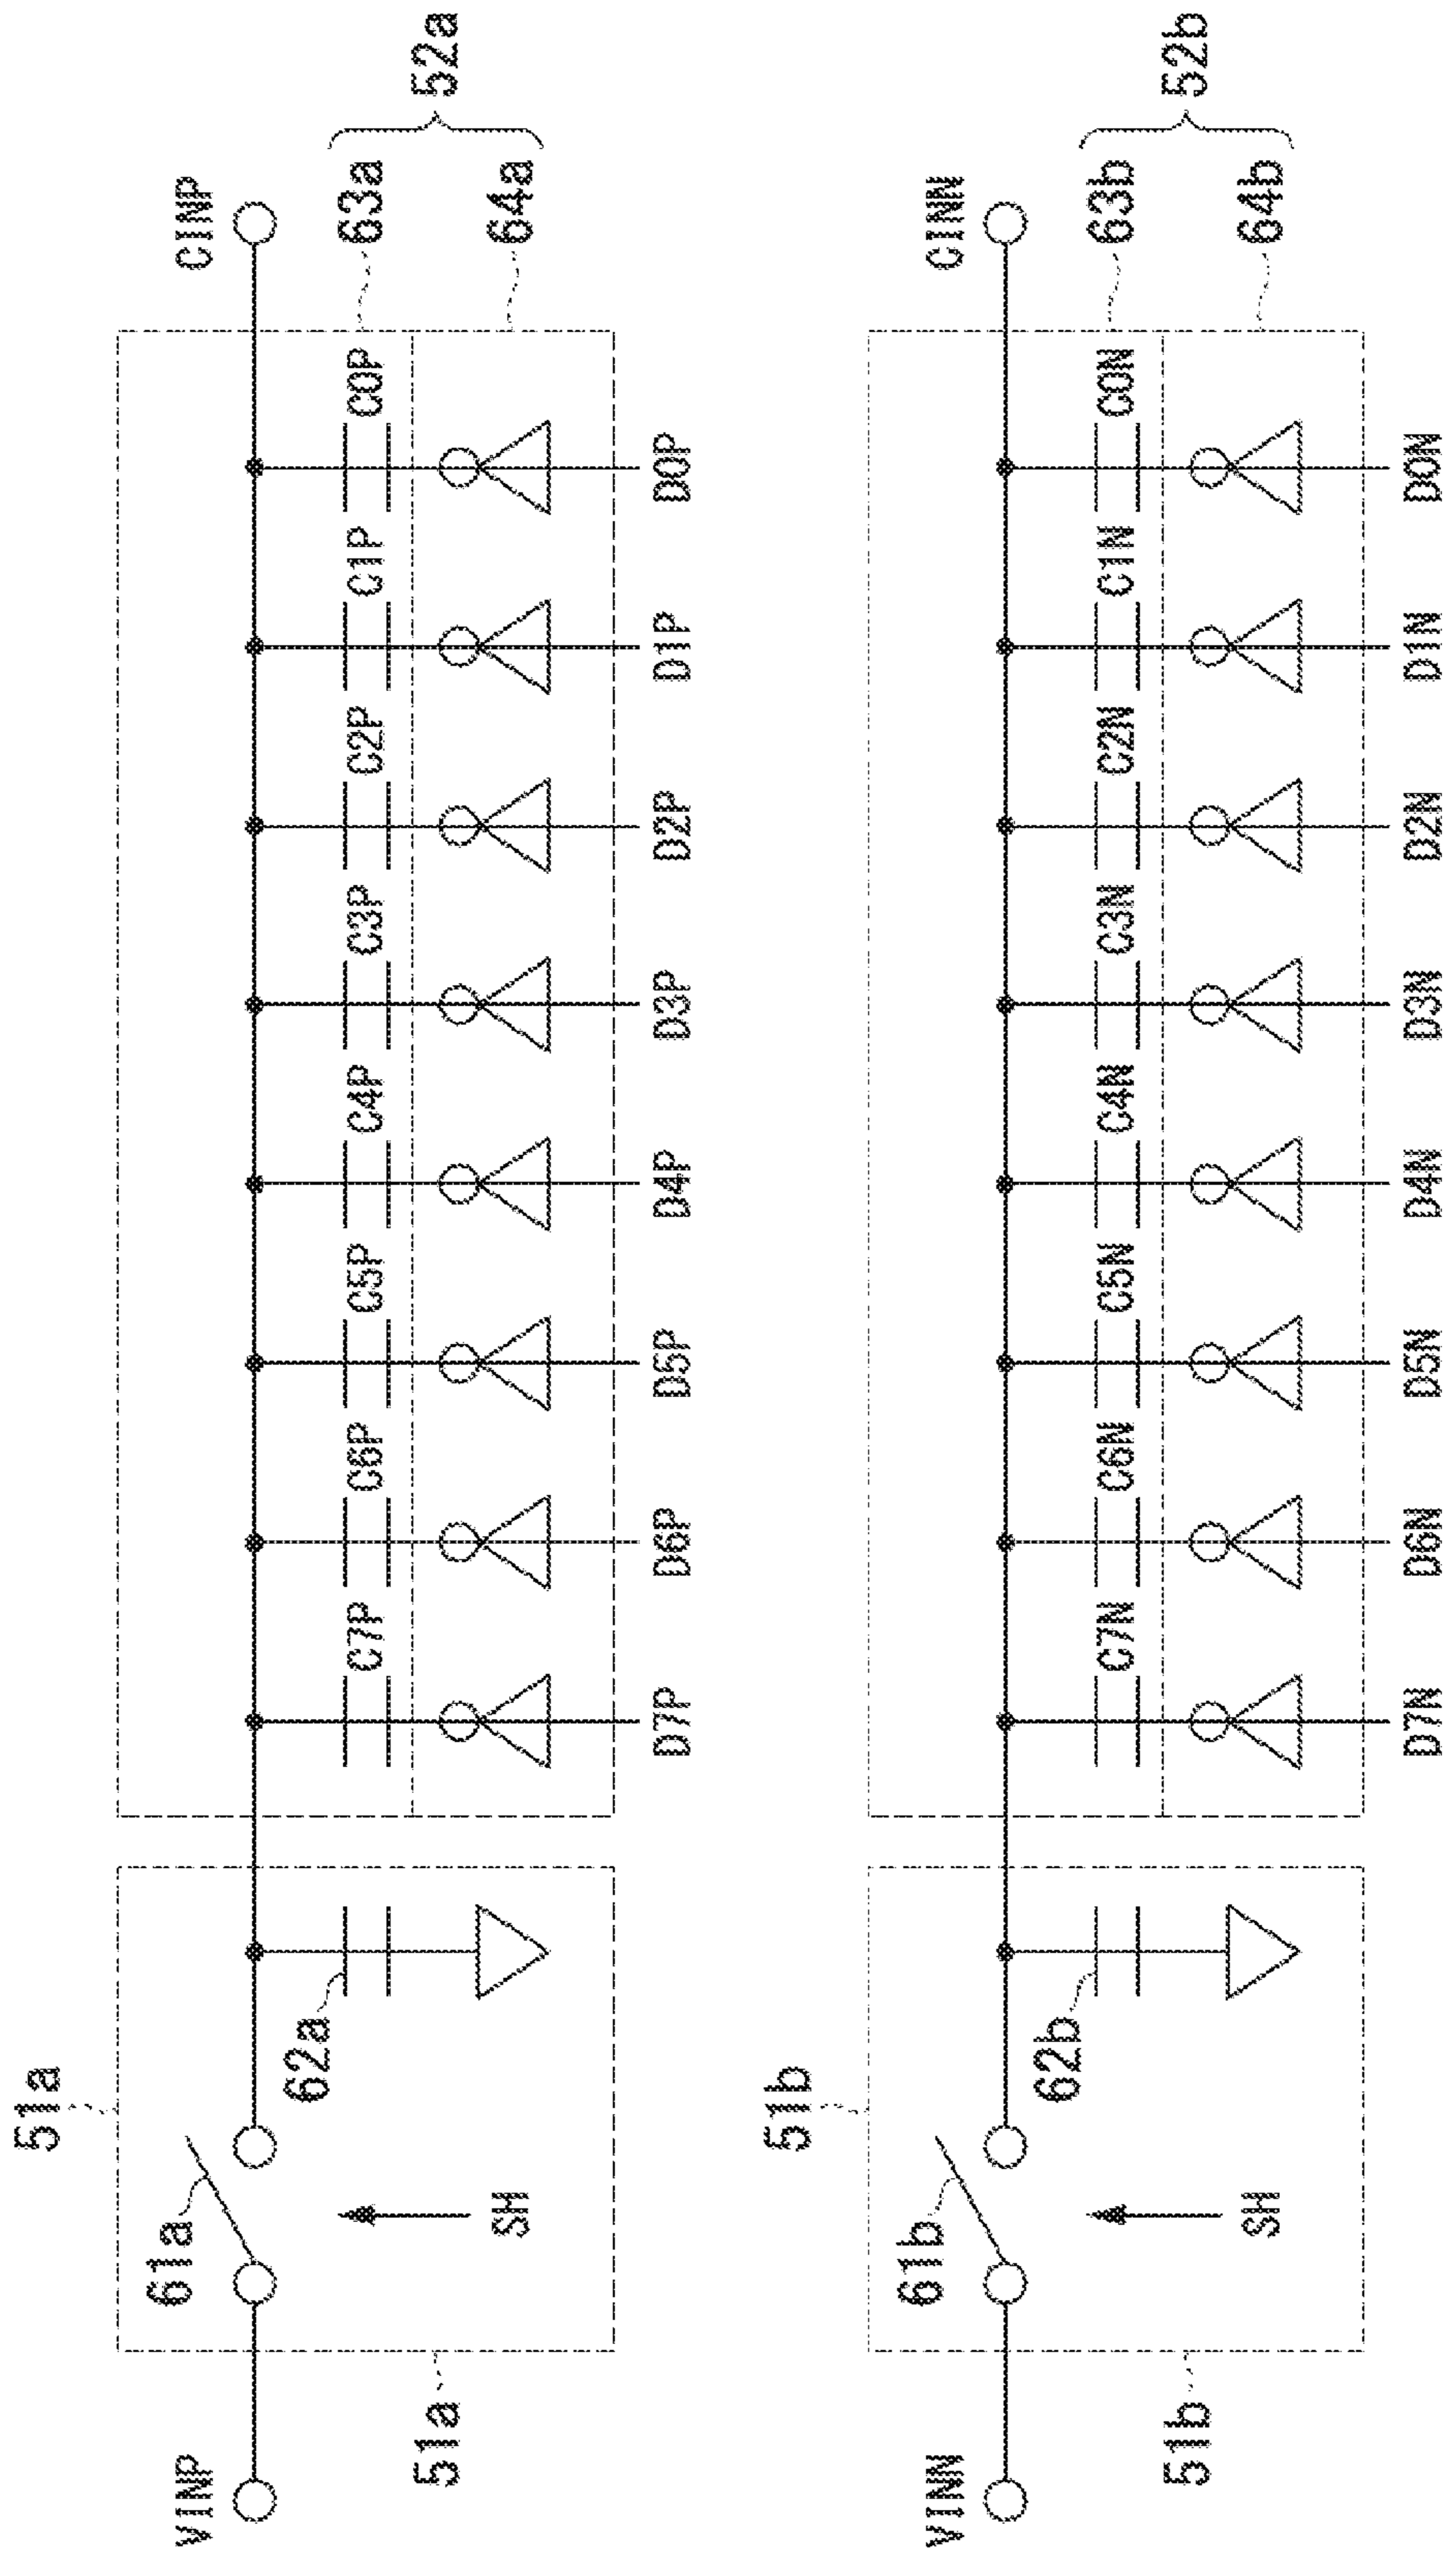 51a
61a
62a
SH
VINP
51a
C7P
C6P
C5P
C4P
C3P
C2P
C1P
C0P
D7P
D6P
D5P
D4P
D3P
D2P
D1P
D0P
CINP
63a
64a
52a
51b
61b
62b
SH
VINN
51b
C7N
C6N
C5N
C4N
C3N
C2N
C1N
C0N
D7N
D6N
D5N
D4N
D3N
D2N
D1N
D0N
CINN
63b
64b
52b